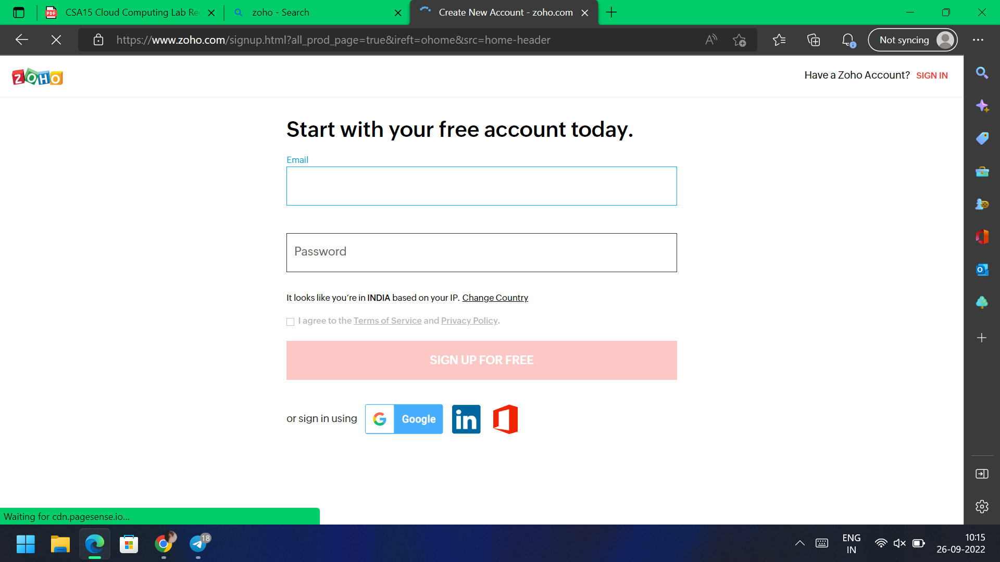 CSA15 Cloud Computing Lab Re
zoho - Search
Create New Account - zoho.com
https://www.zoho.com/signup.html?all_prod_page=true&ireft=ohome&src=home-header
Not syncing
ZOHO
Have a Zoho Account? SIGN IN
Start with your free account today.
Email
Password
It looks like you’re in INDIA based on your IP. Change Country
I agree to the Terms of Service and Privacy Policy.
SIGN UP FOR FREE
or sign in using
G Google
in
Waiting for cdn.pagesense.io...
18
ENG
IN
10:15
26-09-2022